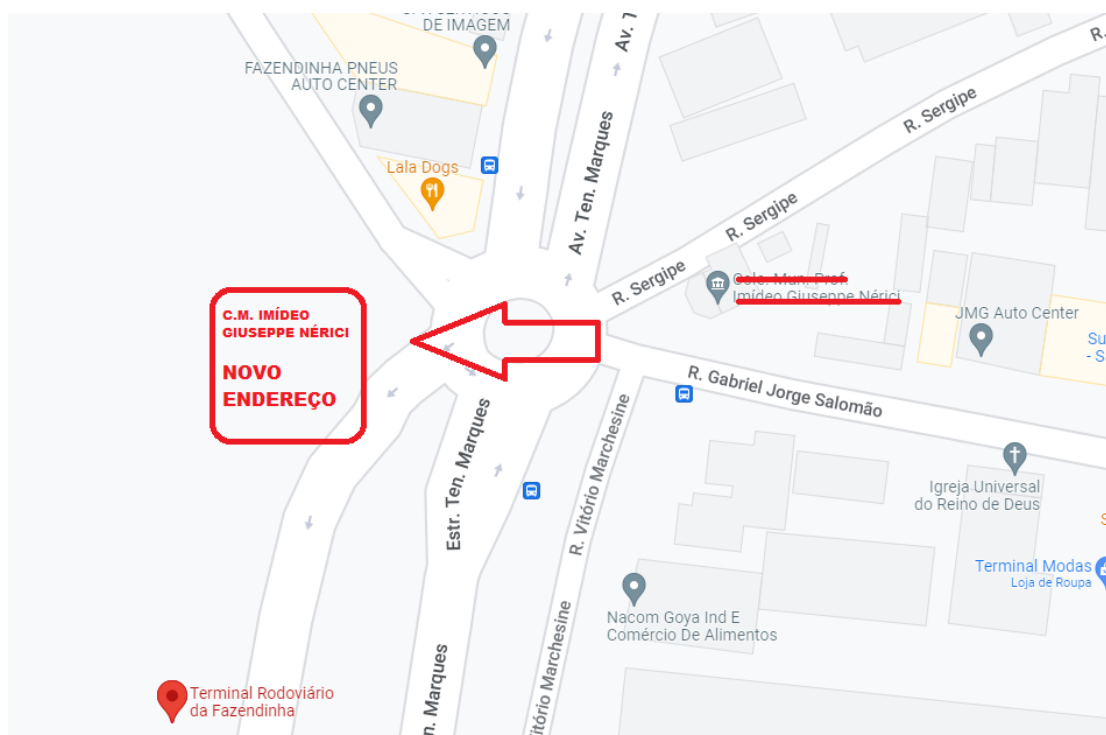 DE IMAGEM
FAZENDINHA PNEUS
AUTO CENTER
Lala Dogs
Av. Ten. Marques
R. Sergipe
R. Sergipe
R. Sergipe
Colc. Mun. Prof.
Imídeo Giuseppe Nérici
C.M. IMÍDEO
GIUSEPPE NÉRICI
NOVO
ENDEREÇO
JMG Auto Center
R. Gabriel Jorge Salomão
Estr. Ten. Marques
R. Vitório Marchesine
Igreja Universal
do Reino de Deus
Terminal Modas
Loja de Roupa
Nacom Goya Ind E
Comércio De Alimentos
Terminal Rodoviário
da Fazendinha
n. Marques
Vitório Marchesine